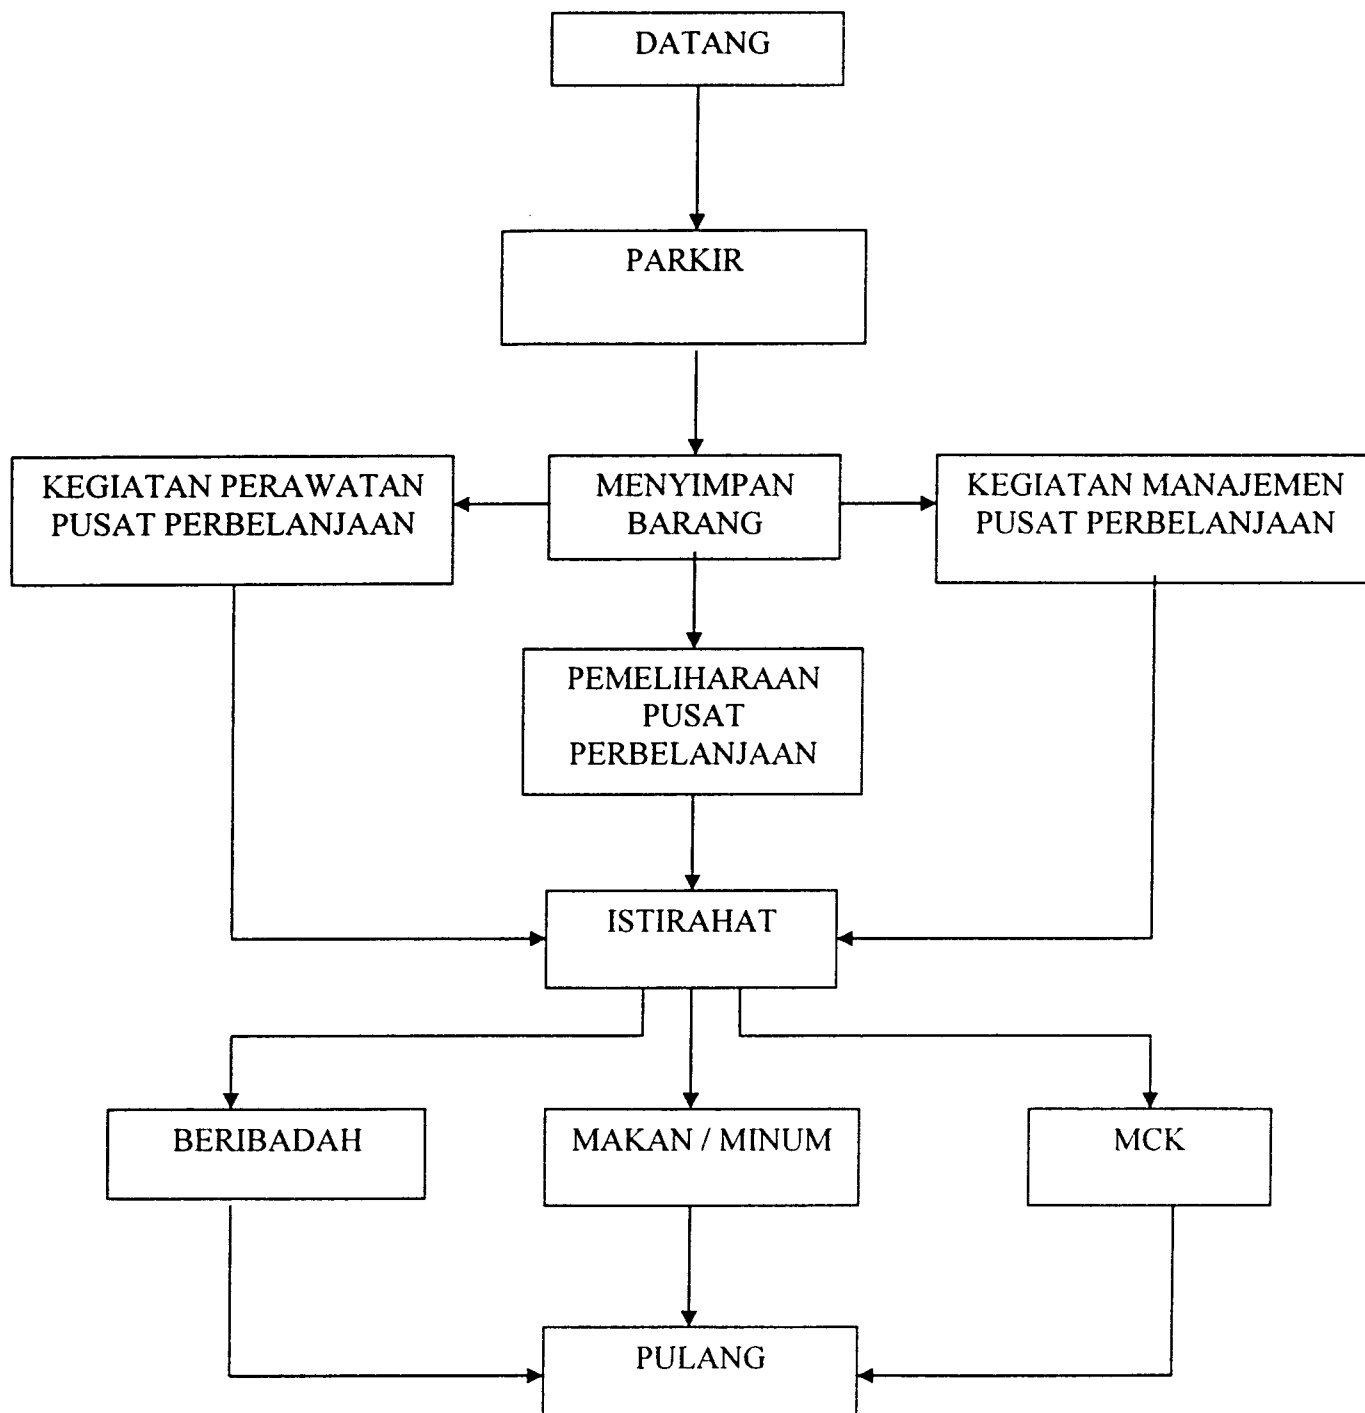 DATANG
PARKIR
KEGIATAN PERAWATAN
PUSAT PERBELANJAAN
MENYIMPAN
BARANG
KEGIATAN MANAJEMEN
PUSAT PERBELANJAAN
PEMELIHARAAN
PUSAT
PERBELANJAAN
ISTIRAHAT
BERIBADAH
MAKAN / MINUM
MCK
PULANG